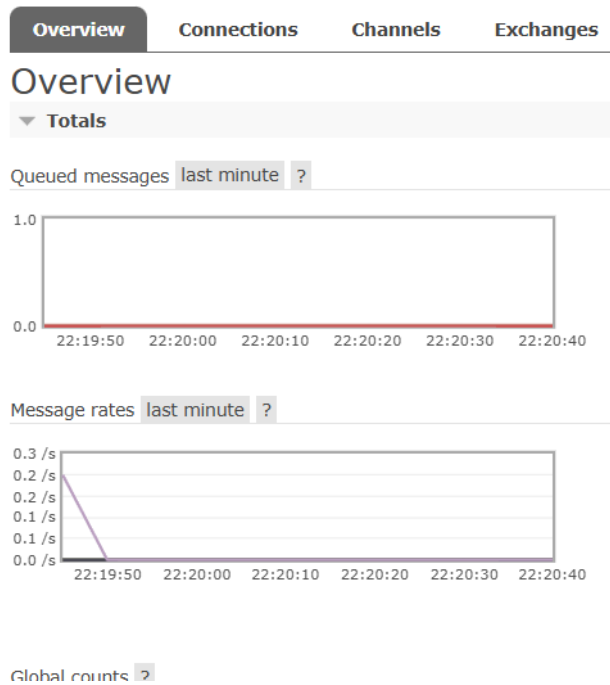 Overview Connections Channels Exchanges
Overview
Totals
Queued messages last minute ?
1.0
0.0
22:19:50 22:20:00 22:20:10 22:20:20 22:20:30 22:20:40
Message rates last minute ?
0.3 /s
0.2 /s
0.2 /s
0.1 /s
0.1 /s
0.0 /s
22:19:50 22:20:00 22:20:10 22:20:20 22:20:30 22:20:40
Global counts ?